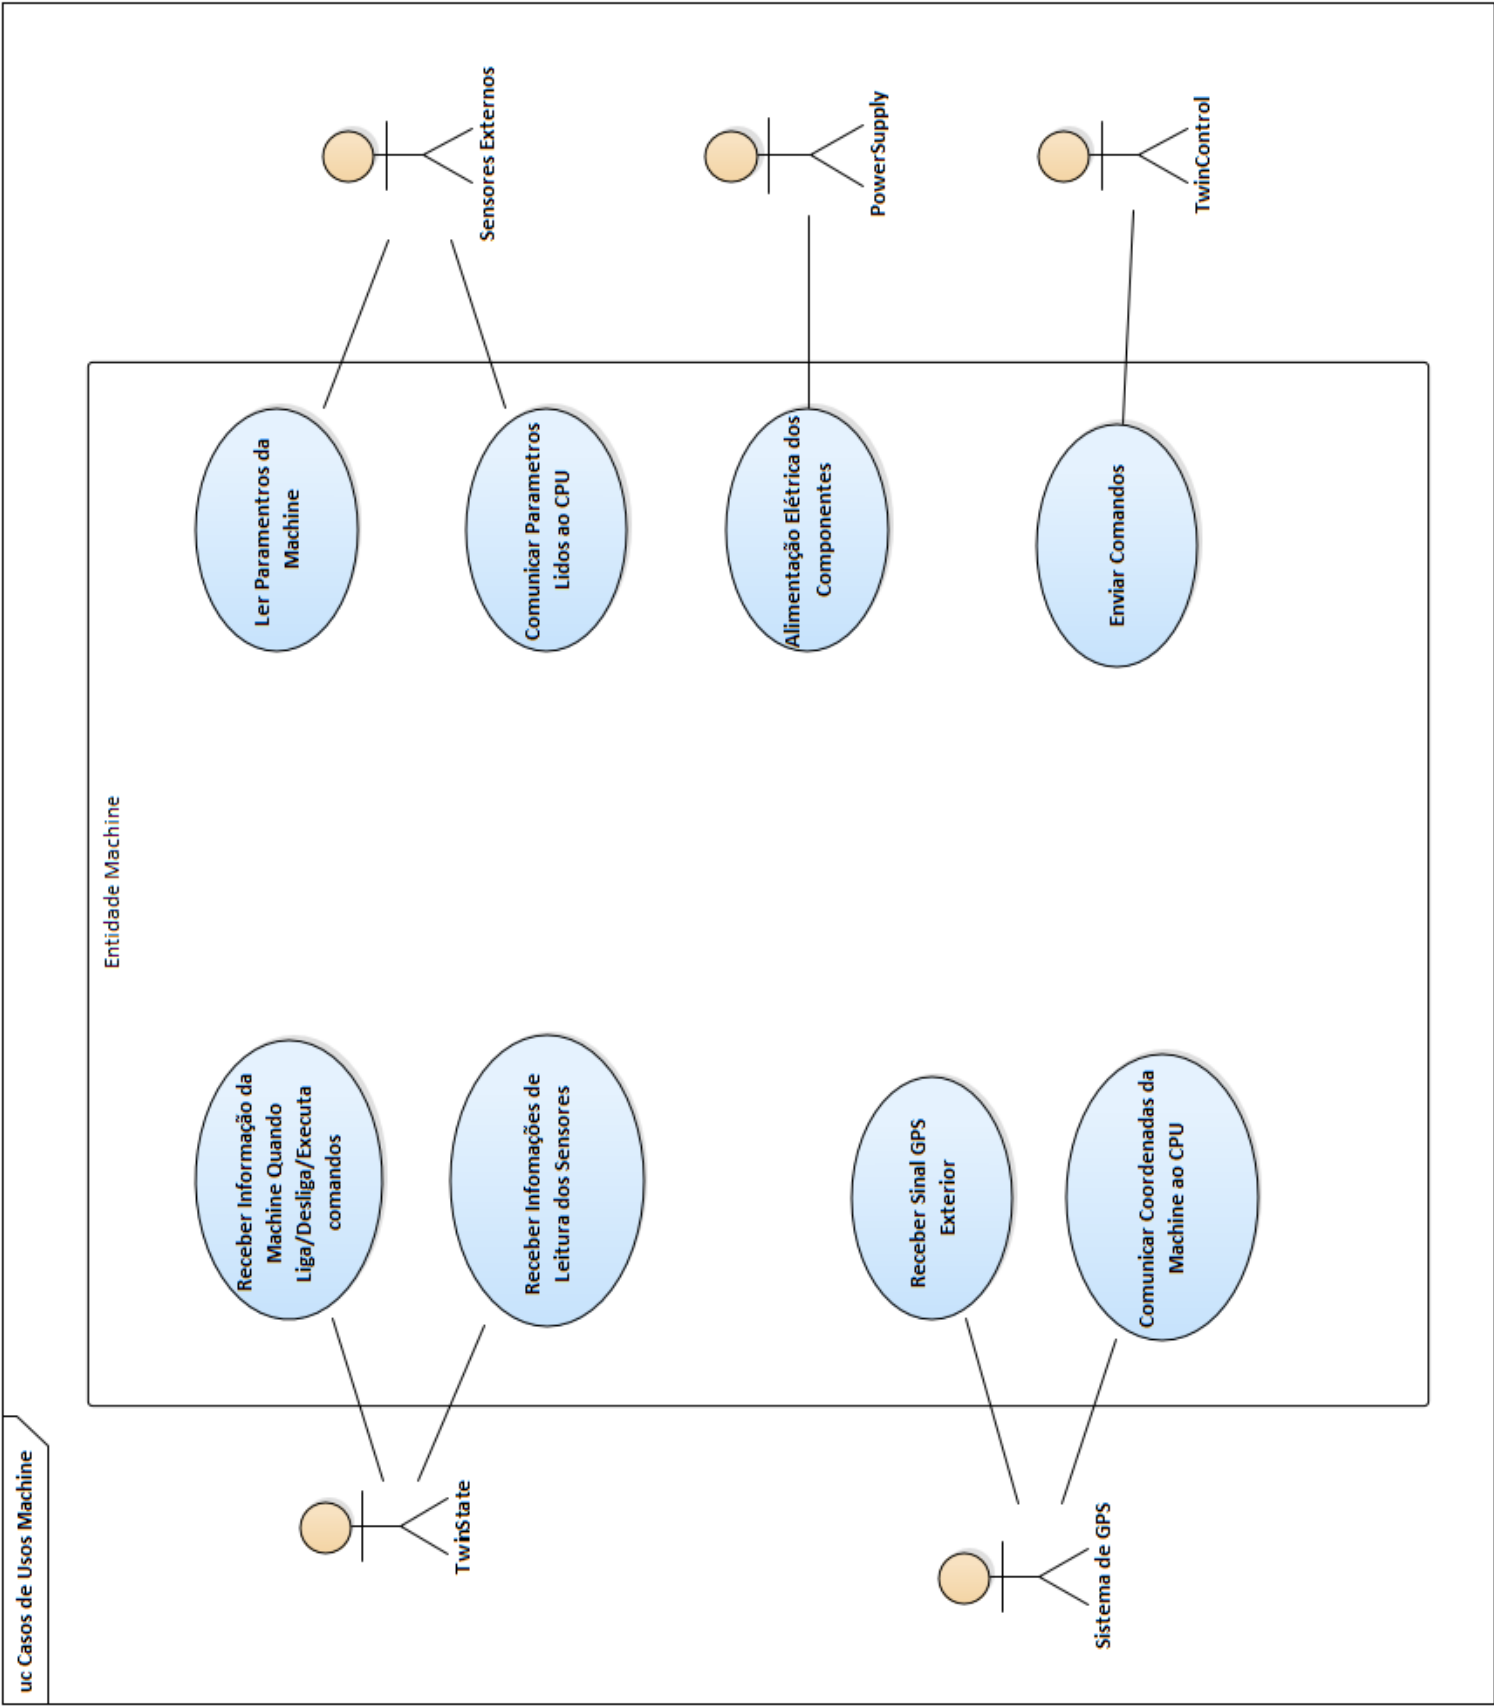 uc Casos de Usos Machine
Entidade Machine
TwinState
Receber Informação da
Machine Quando
Liga/Desliga/Executa
comandos
Receber Infomações de
Leitura dos Sensores
Sistema de GPS
Receber Sinal GPS
Exterior
Comunicar Coordenadas da
Machine ao CPU
Ler Paramentros da
Machine
Comunicar Parametros
Lidos ao CPU
Sensores Externos
Alimentação Elétrica dos
Componentes
PowerSupply
Enviar Comandos
TwinControl